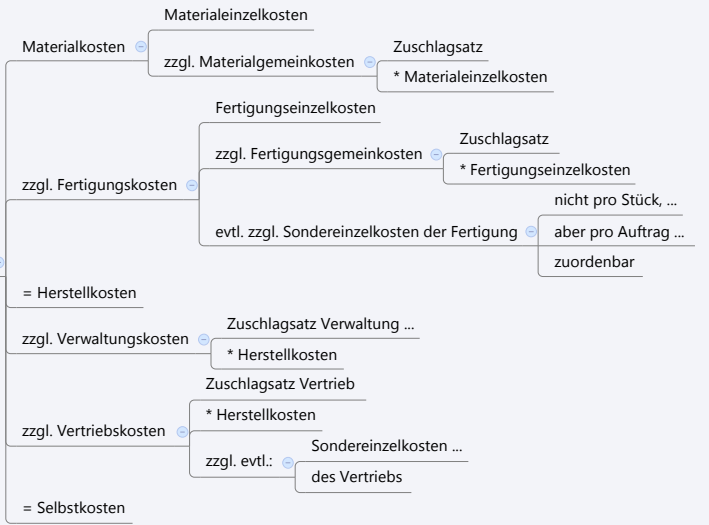 Materialkosten
Materialeinzelkosten
zzgl. Materialgemeinkosten
Zuschlagsatz
* Materialeinzelkosten
zzgl. Fertigungskosten
Fertigungseinzelkosten
zzgl. Fertigungsgemeinkosten
Zuschlagsatz
* Fertigungseinzelkosten
evtl. zzgl. Sondereinzelkosten der Fertigung
nicht pro Stück, ...
aber pro Auftrag ...
zuordenbar
= Herstellkosten
zzgl. Verwaltungskosten
Zuschlagsatz Verwaltung ...
* Herstellkosten
zzgl. Vertriebskosten
Zuschlagsatz Vertrieb
* Herstellkosten
zzgl. evtl.:
Sondereinzelkosten ...
des Vertriebs
= Selbstkosten